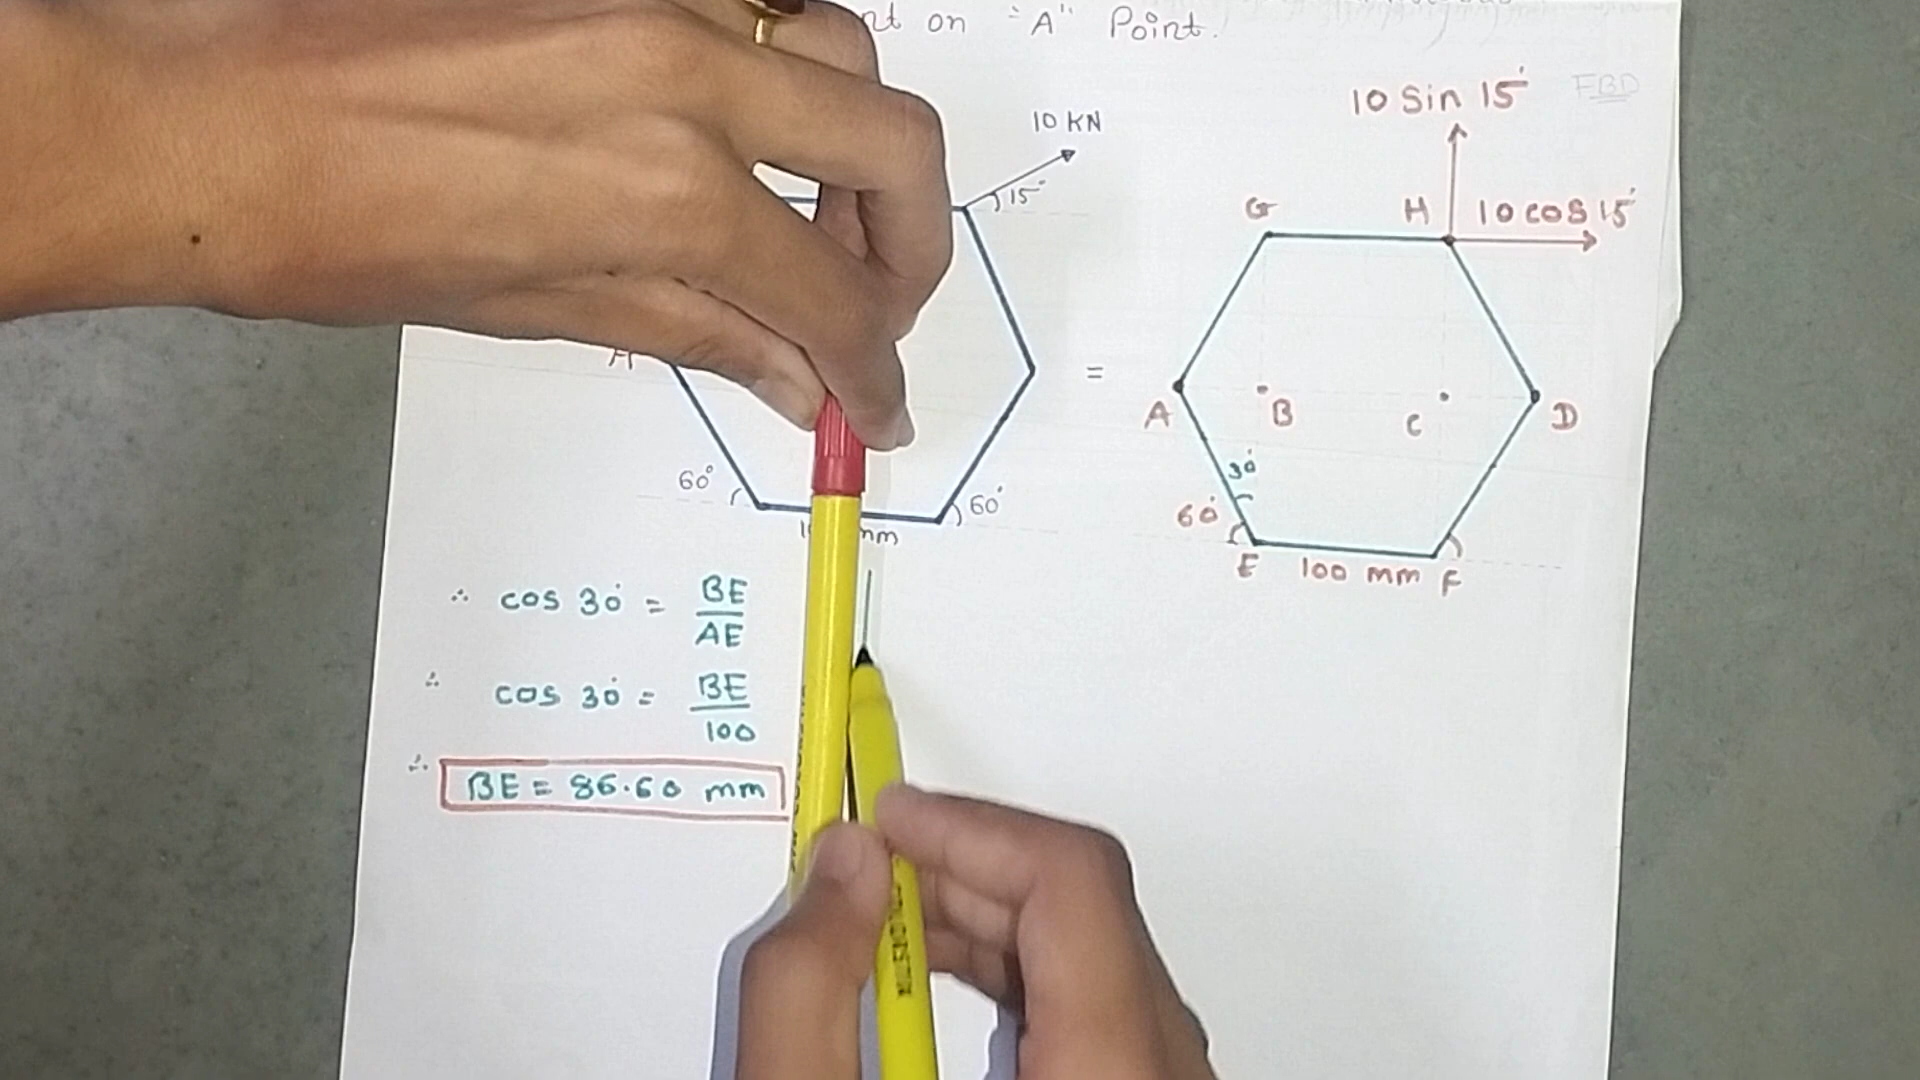 on "A" Point.
10 KN
15°
60°
60°
mm
10 Sin 15°
FBD
G H 10 cos 15°
=
A B C D
30°
60°
E 100 mm F
∴ cos 30° = BE
AE
∴ cos 30° = BE
100
∴ BE = 86.60 mm